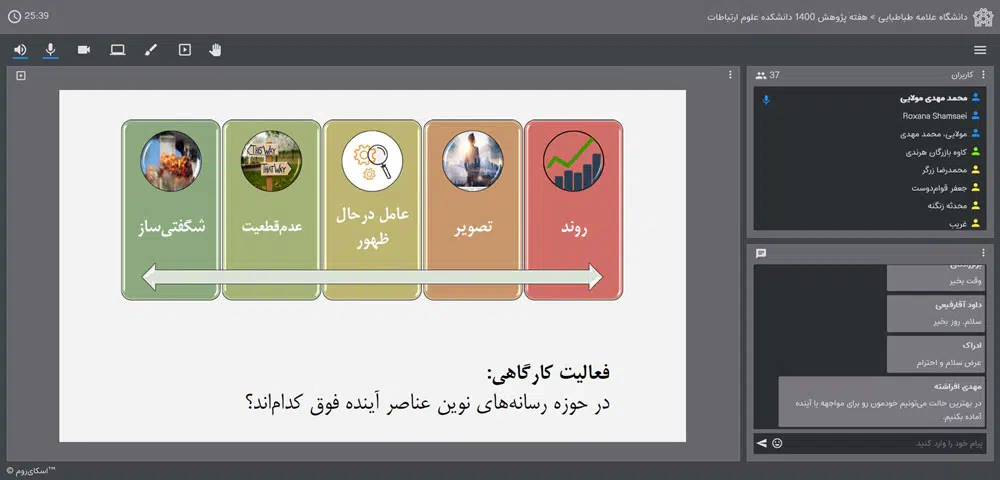 25:39
دانشگاه علامه طباطبایی > هفته پژوهش 1400 دانشکده علوم ارتباطات
کاربران
37
محمد مهدی مولایی
Roxana Shamsaei
مولایی، محمد مهدی
کاوه بازرگان هرندی
محمدرضا زرگر
جعفر قوام‌دوست
محدثه زنگنه
غریب
روند
تصویر
عامل درحال
ظهور
عدم‌قطعیت
شگفتی‌ساز
THIS WAY
THAT WAY
فعالیت کارگاهی:
در حوزه رسانه‌های نوین عناصر آینده فوق کدام‌اند؟
وقت بخیر
داود آقارفیعی
سلام. روز بخیر
ادراک
عرض سلام و احترام
مهدی افراشته
در بهترین حالت می‌تونیم خودمون رو برای مواجهه با آینده
آماده بکنیم.
پیام خود را وارد کنید
© اسکای‌روم™